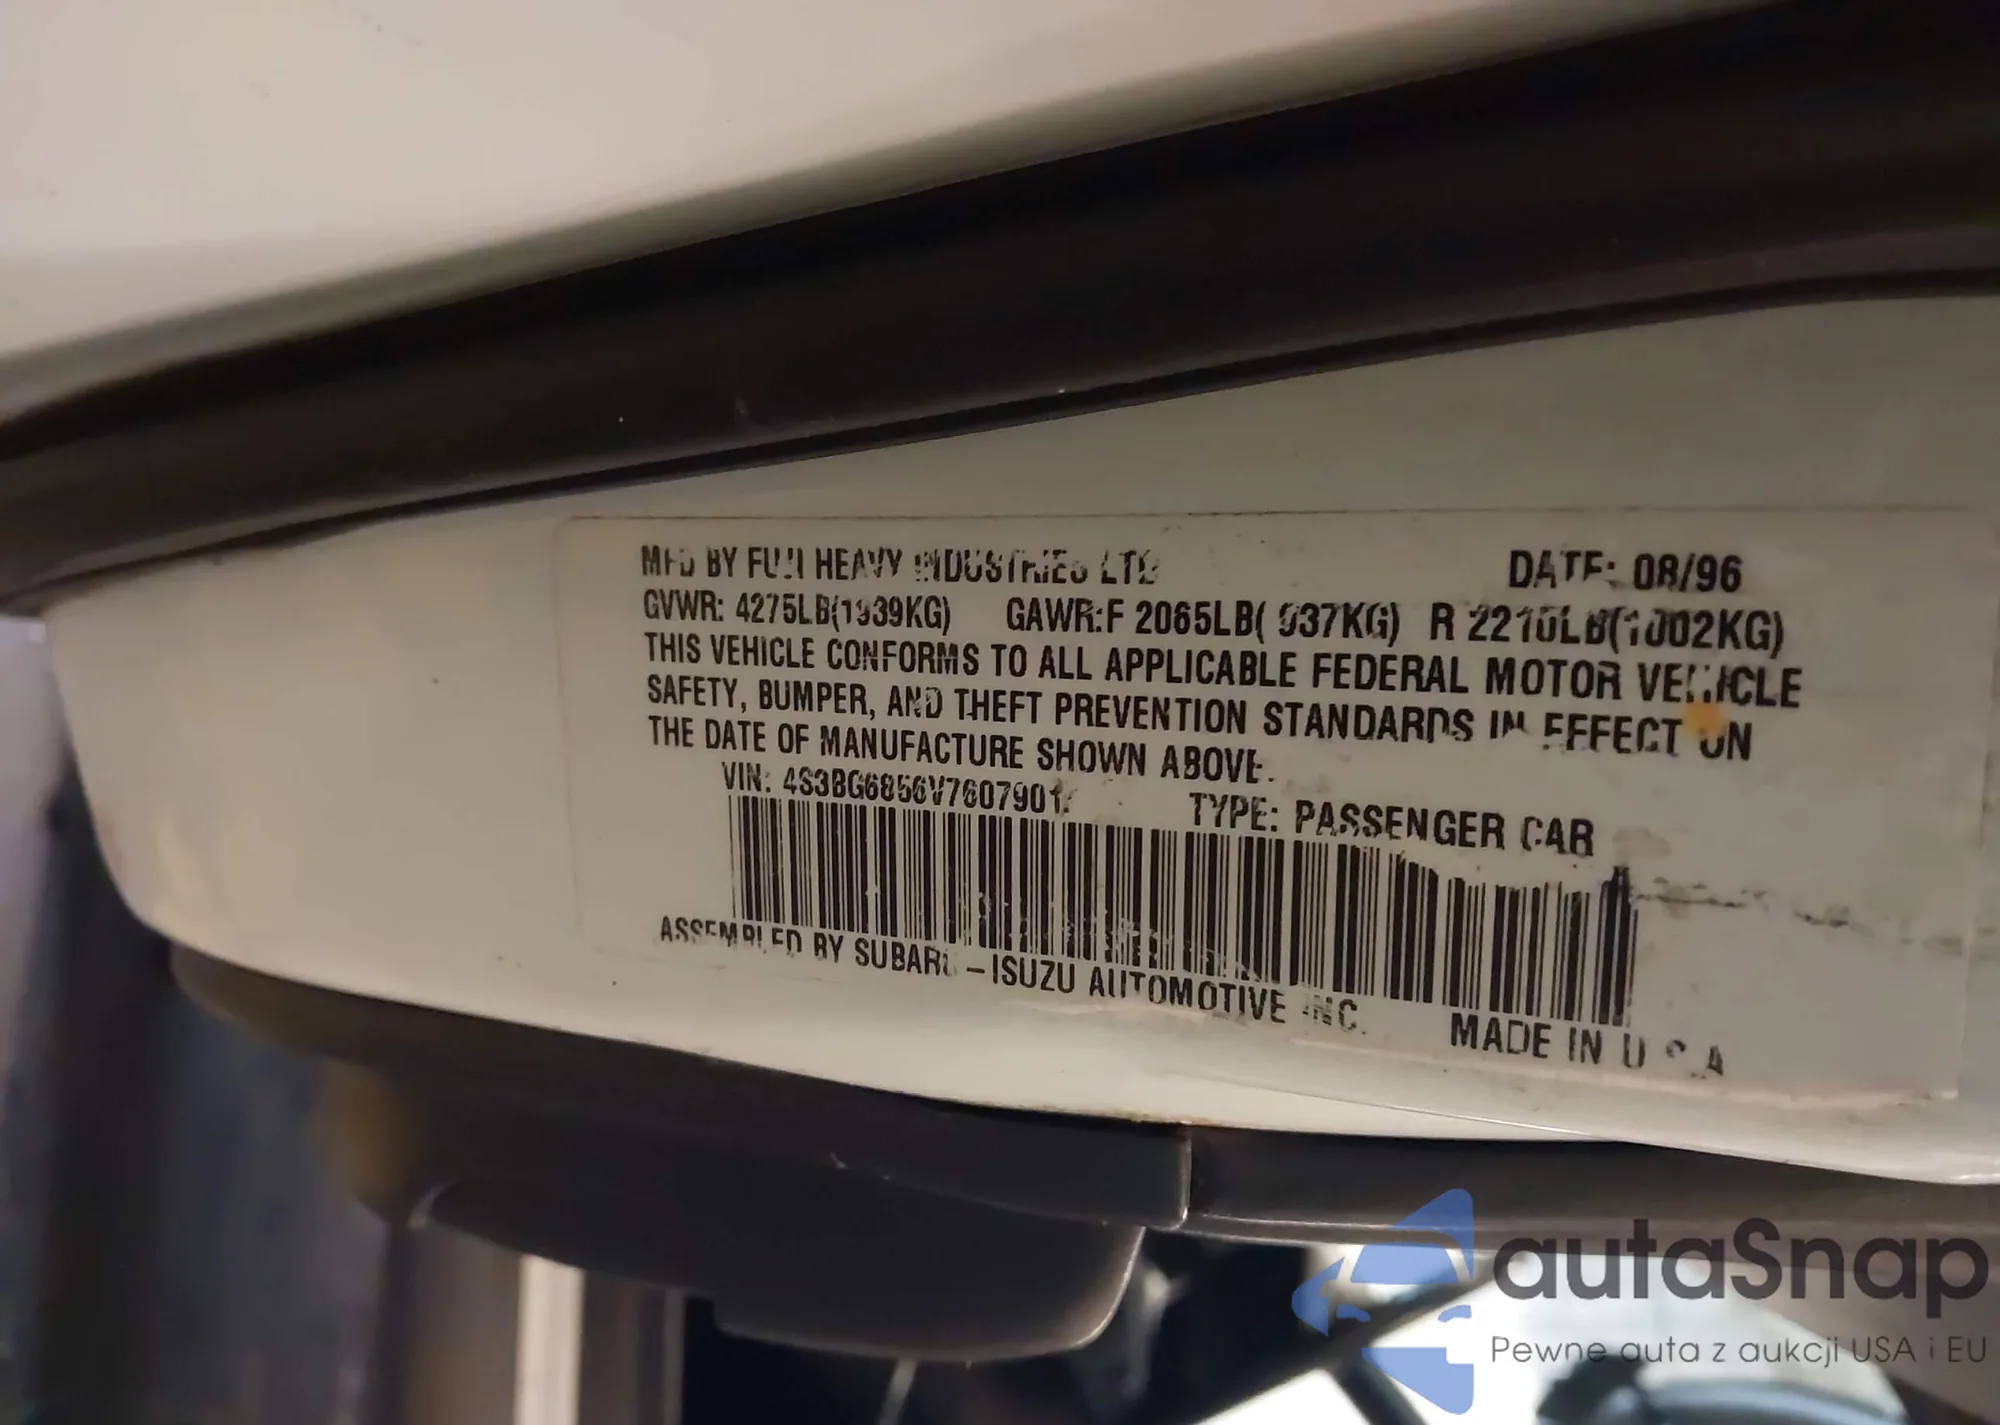 MFD BY FUJI HEAVY INDUSTRIES LTD
DATE: 08/96
GVWR: 4275LB(1939KG) GAWR:F 2065LB( 937KG) R 2210LB(1002KG)
THIS VEHICLE CONFORMS TO ALL APPLICABLE FEDERAL MOTOR VEHICLE
SAFETY, BUMPER, AND THEFT PREVENTION STANDARDS IN EFFECT ON
THE DATE OF MANUFACTURE SHOWN ABOVE.
VIN: 4S3BG6856V7607901 TYPE: PASSENGER CAR
ASSEMBLED BY SUBARU-ISUZU AUTOMOTIVE INC.
MADE IN U.S.A
autaSnap
Pewne auta z aukcji USA i EU